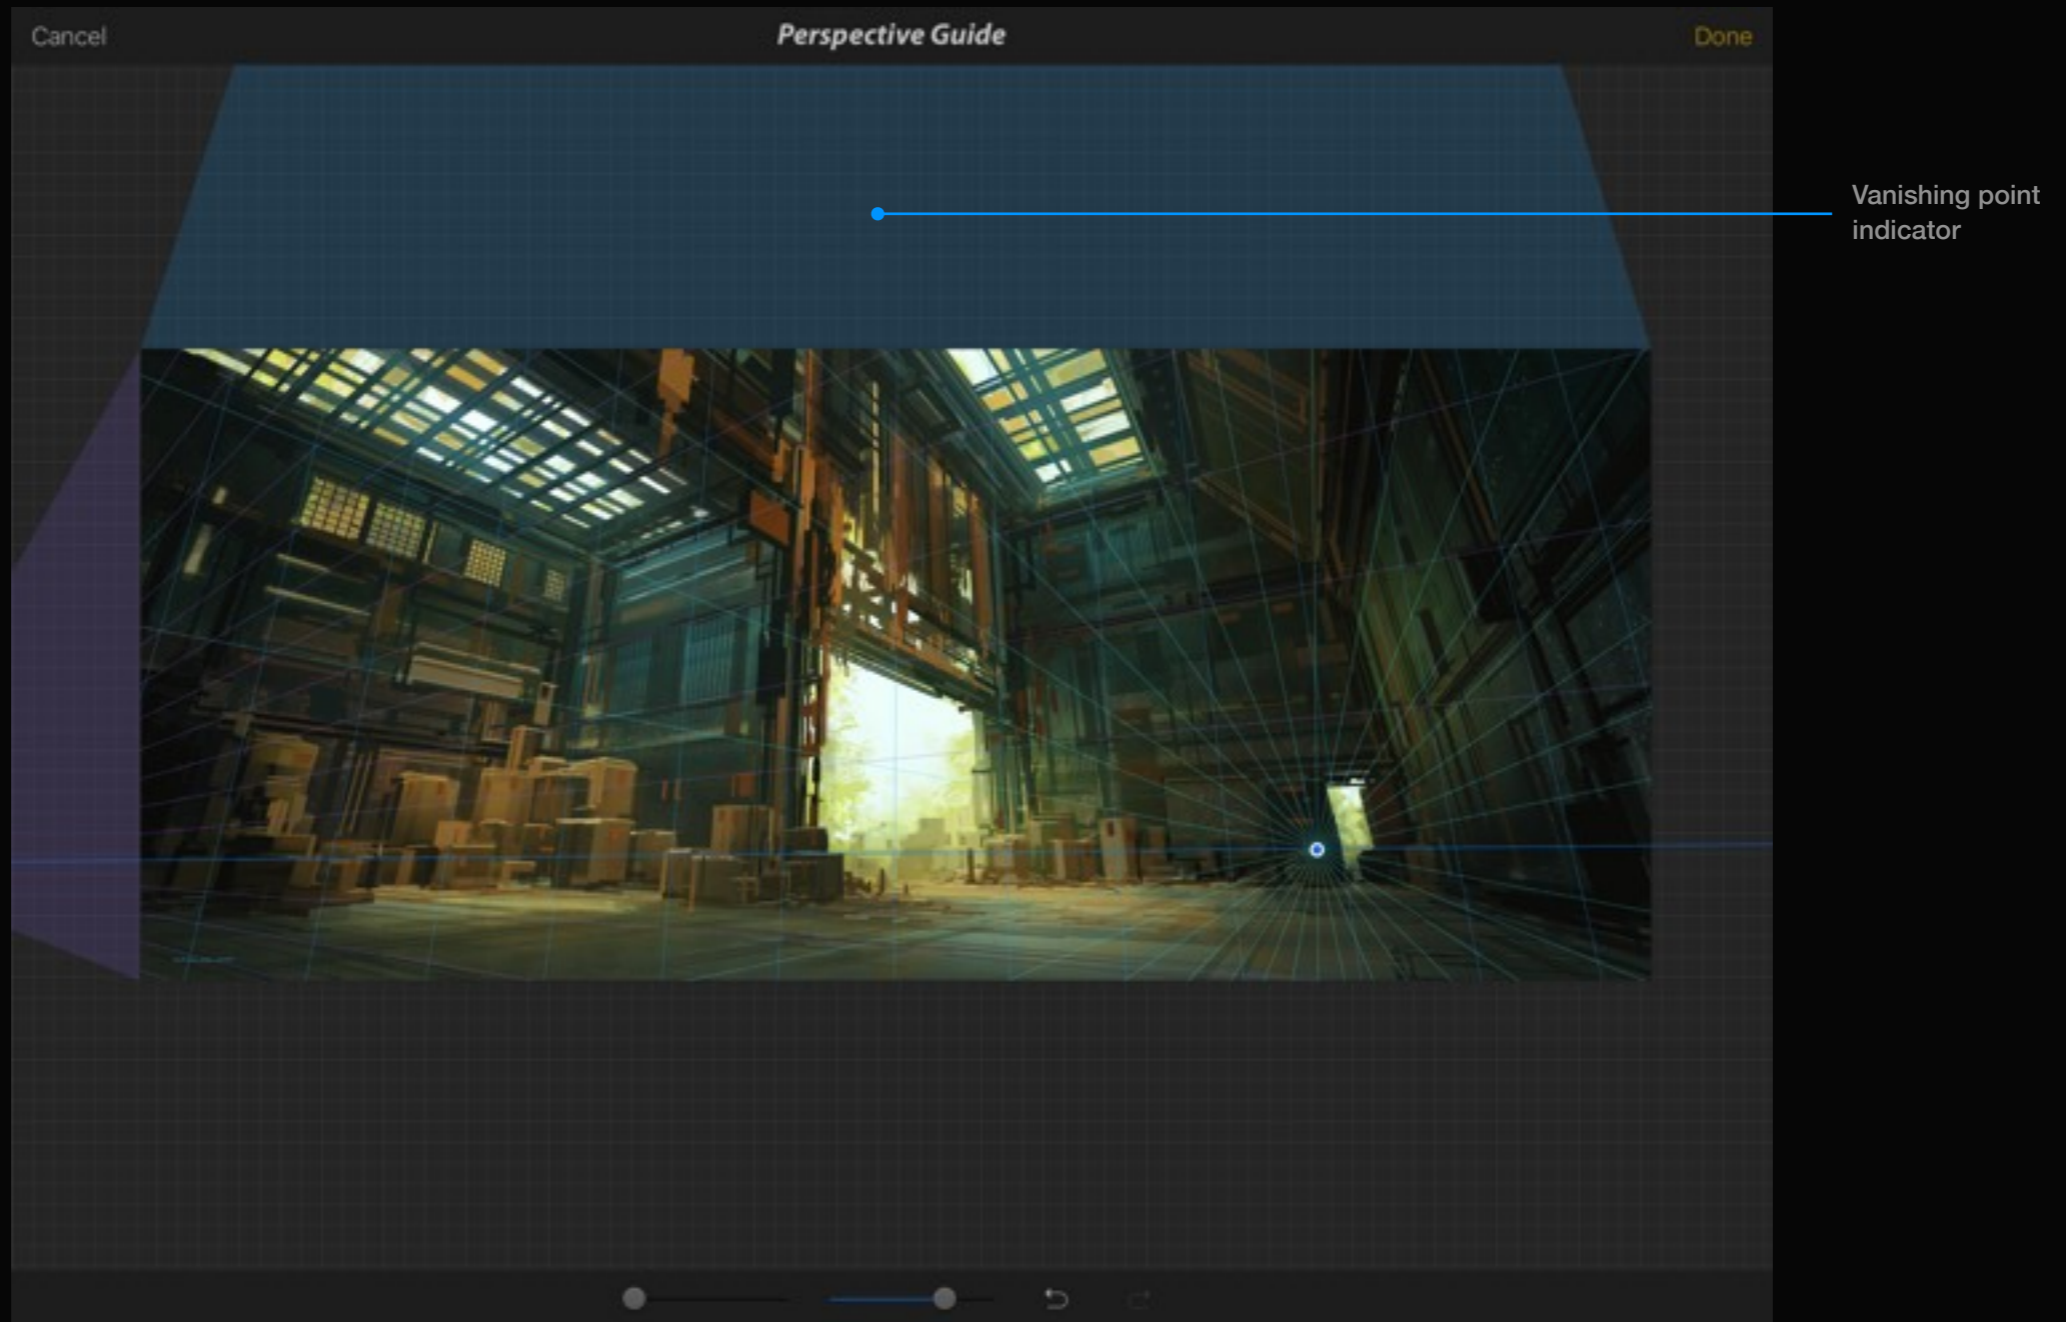 Cancel
Perspective Guide
Done
Vanishing point
indicator